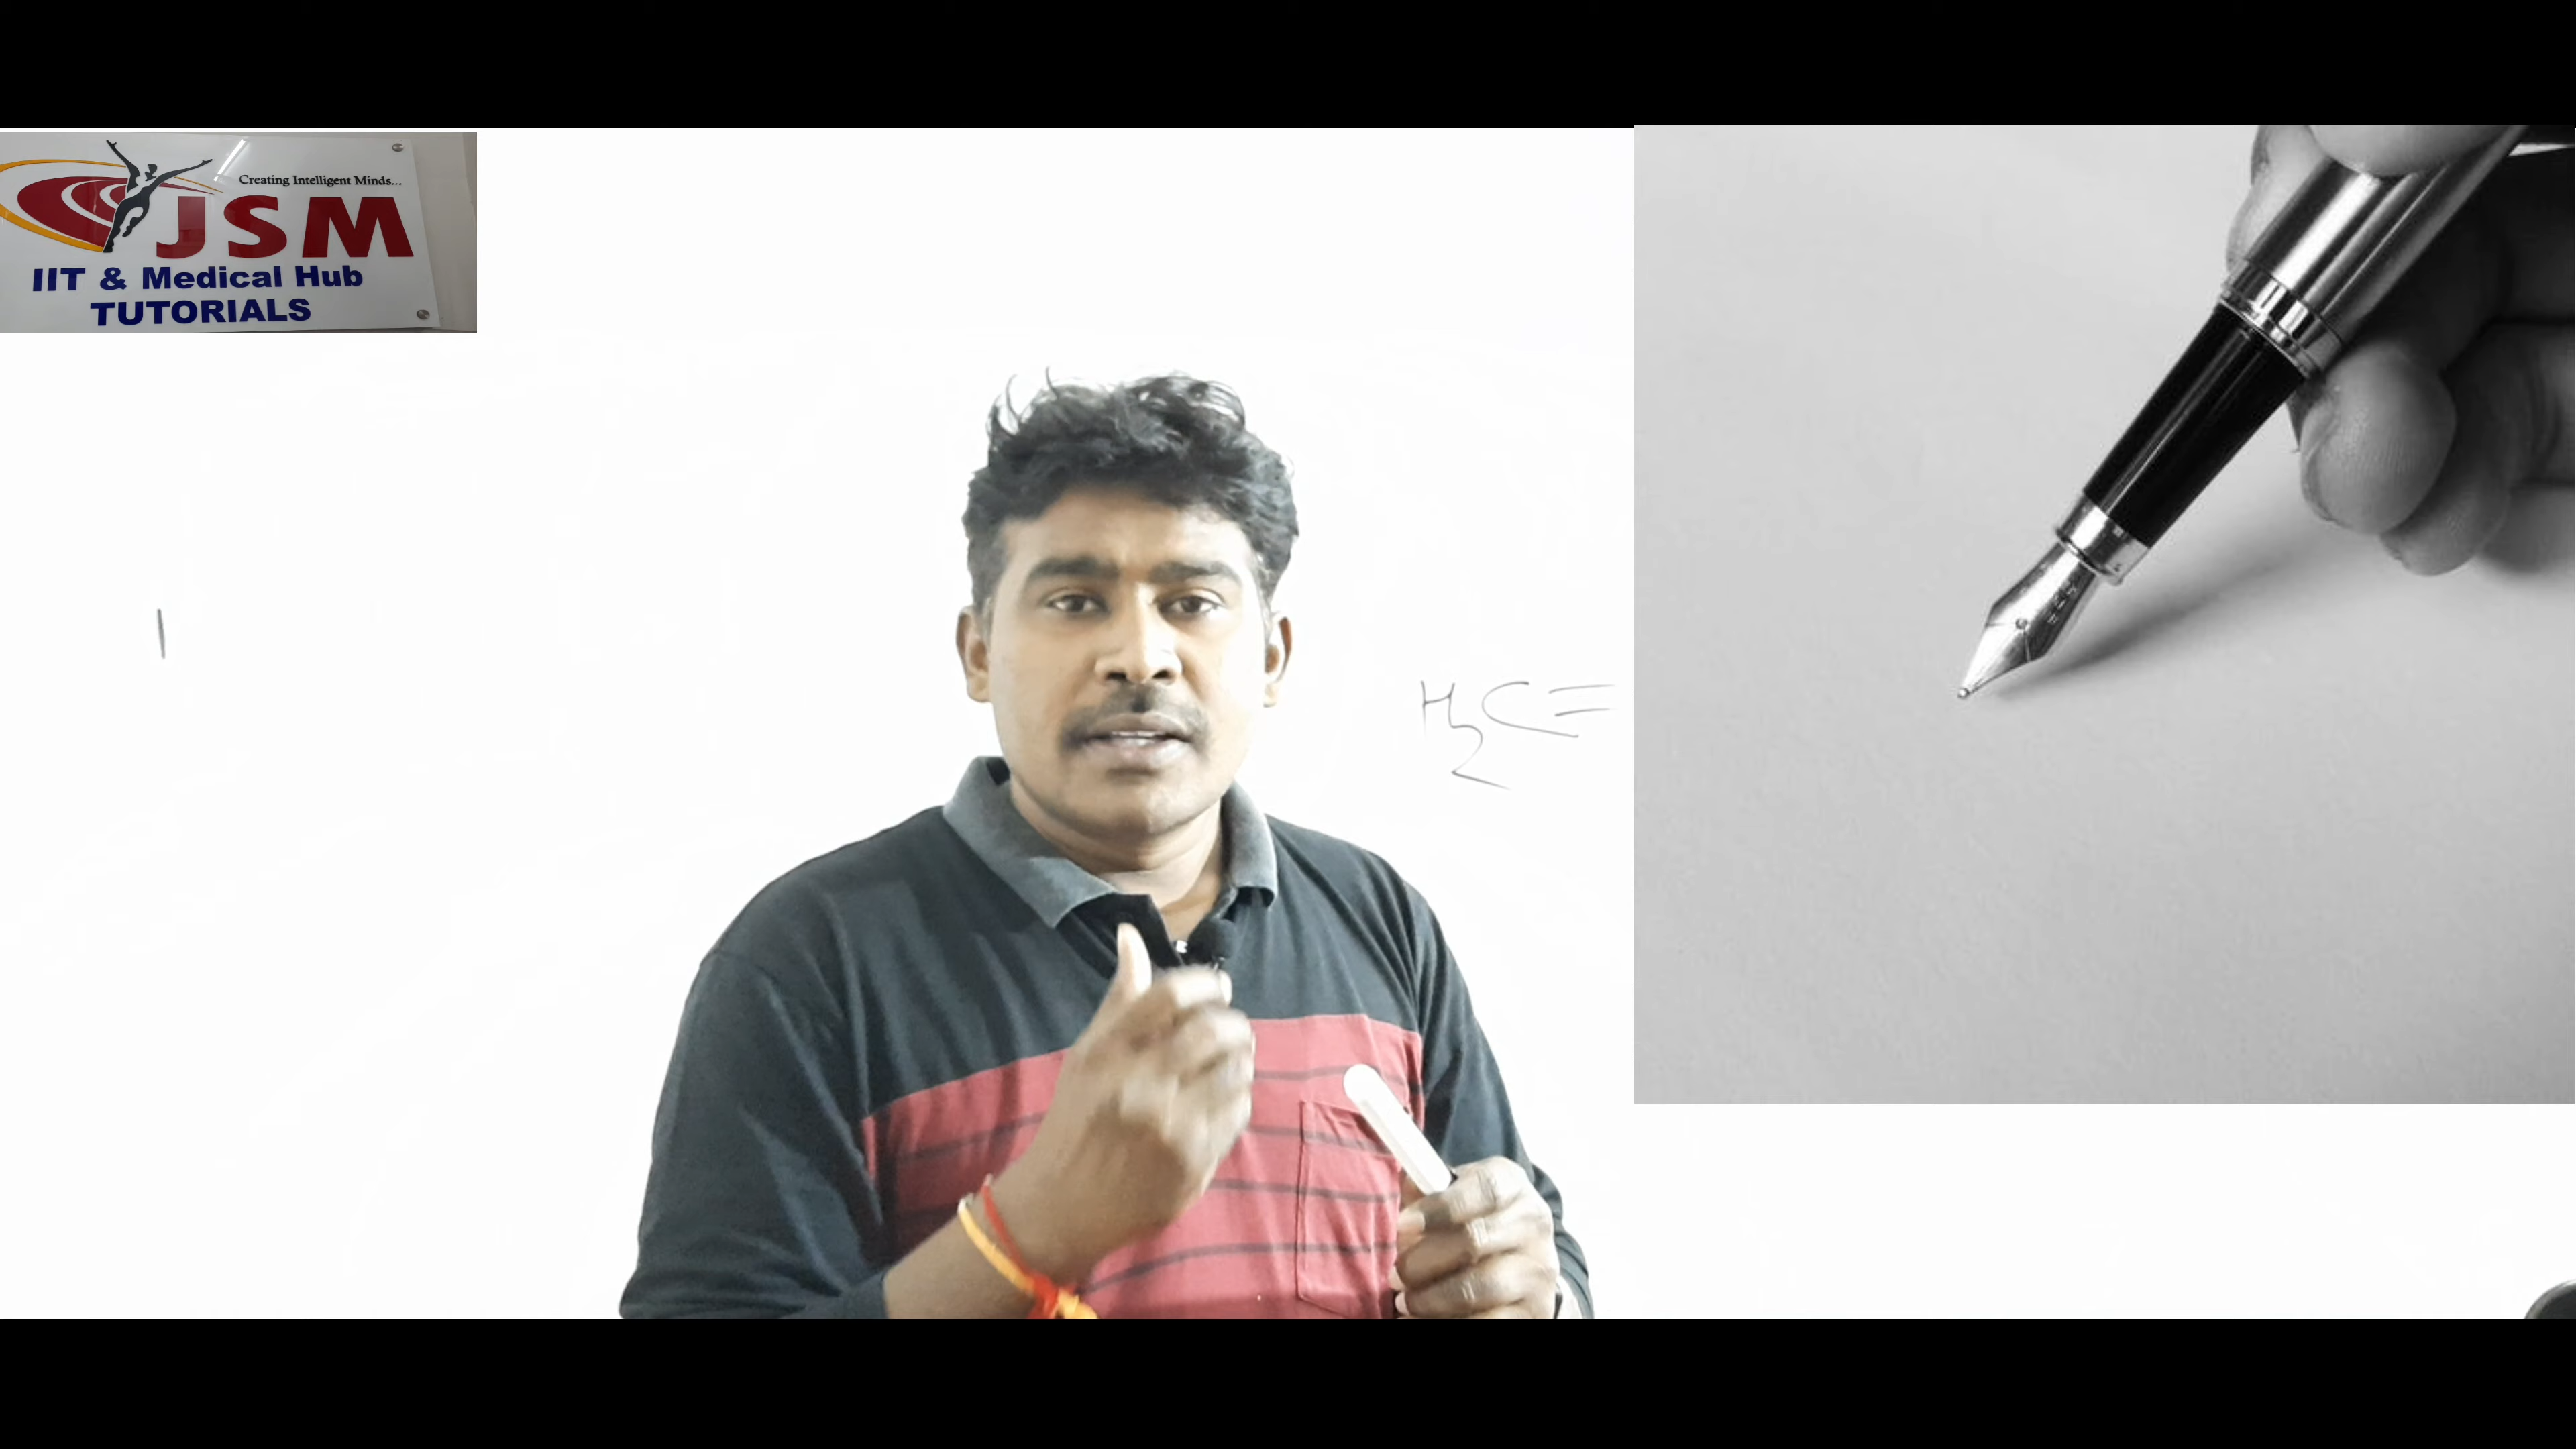 Creating Intelligent Minds...
JSM
IIT & Medical Hub
TUTORIALS
H₂C=